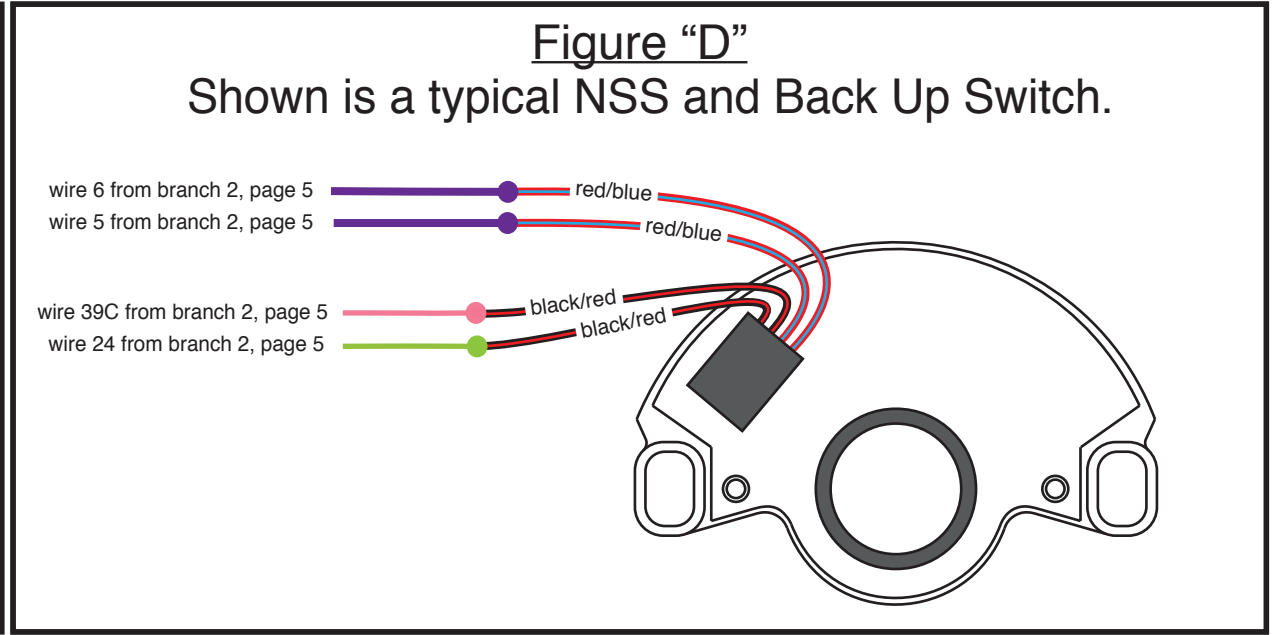 Figure “D”
Shown is a typical NSS and Back Up Switch.
wire 6 from branch 2, page 5
red/blue
wire 5 from branch 2, page 5
red/blue
wire 39C from branch 2, page 5
black/red
wire 24 from branch 2, page 5
black/red